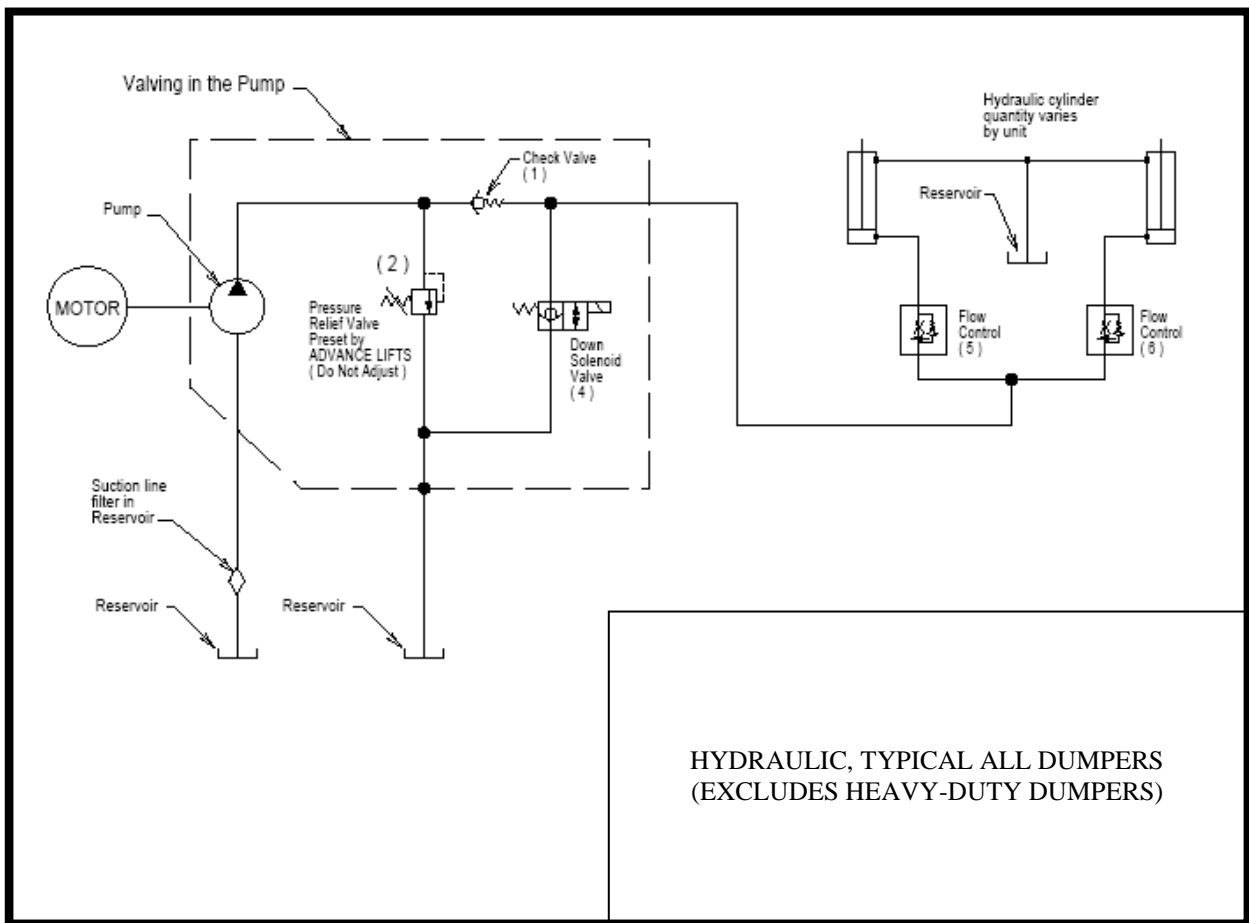 Valving in the Pump
Hydraulic cylinder
quantity varies
by unit
Check Valve
( 1 )
Pump
Reservoir
( 2 )
MOTOR
Pressure
Relief Valve
Preset by
ADVANCE LIFTS
( Do Not Adjust )
Down
Solenoid
Valve
( 4 )
Flow
Control
( 5 )
Flow
Control
( 6 )
Suction line
filter in
Reservoir
Reservoir
Reservoir
HYDRAULIC, TYPICAL ALL DUMPERS
(EXCLUDES HEAVY-DUTY DUMPERS)